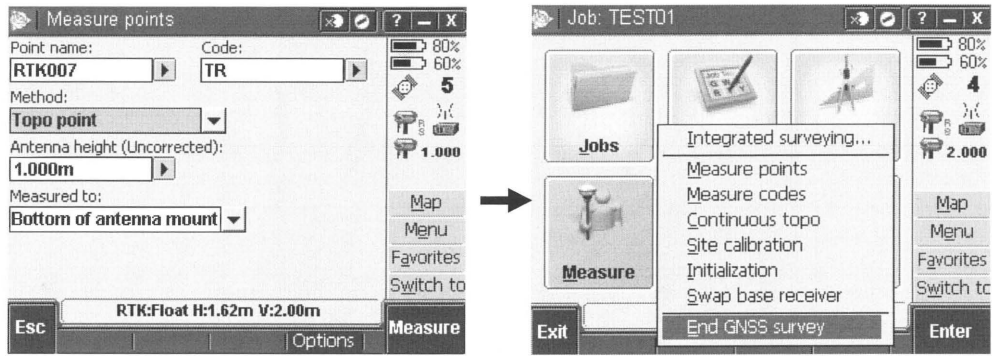 Measure points
? – X
Point name:
Code:
RTK007
TR
Method:
Topo point
Antenna height (Uncorrected):
1.000m
Measured to:
Bottom of antenna mount
80%
60%
5
R
S
1.000
Map
Menu
Favorites
Switch to
RTK:Float H:1.62m V:2.00m
Esc
Options
Measure
Job: TEST01
? – X
Jobs
Measure
Integrated surveying...
Measure points
Measure codes
Continuous topo
Site calibration
Initialization
Swap base receiver
End GNSS survey
80%
60%
4
R
S
2.000
Map
Menu
Favorites
Switch to
Exit
Enter